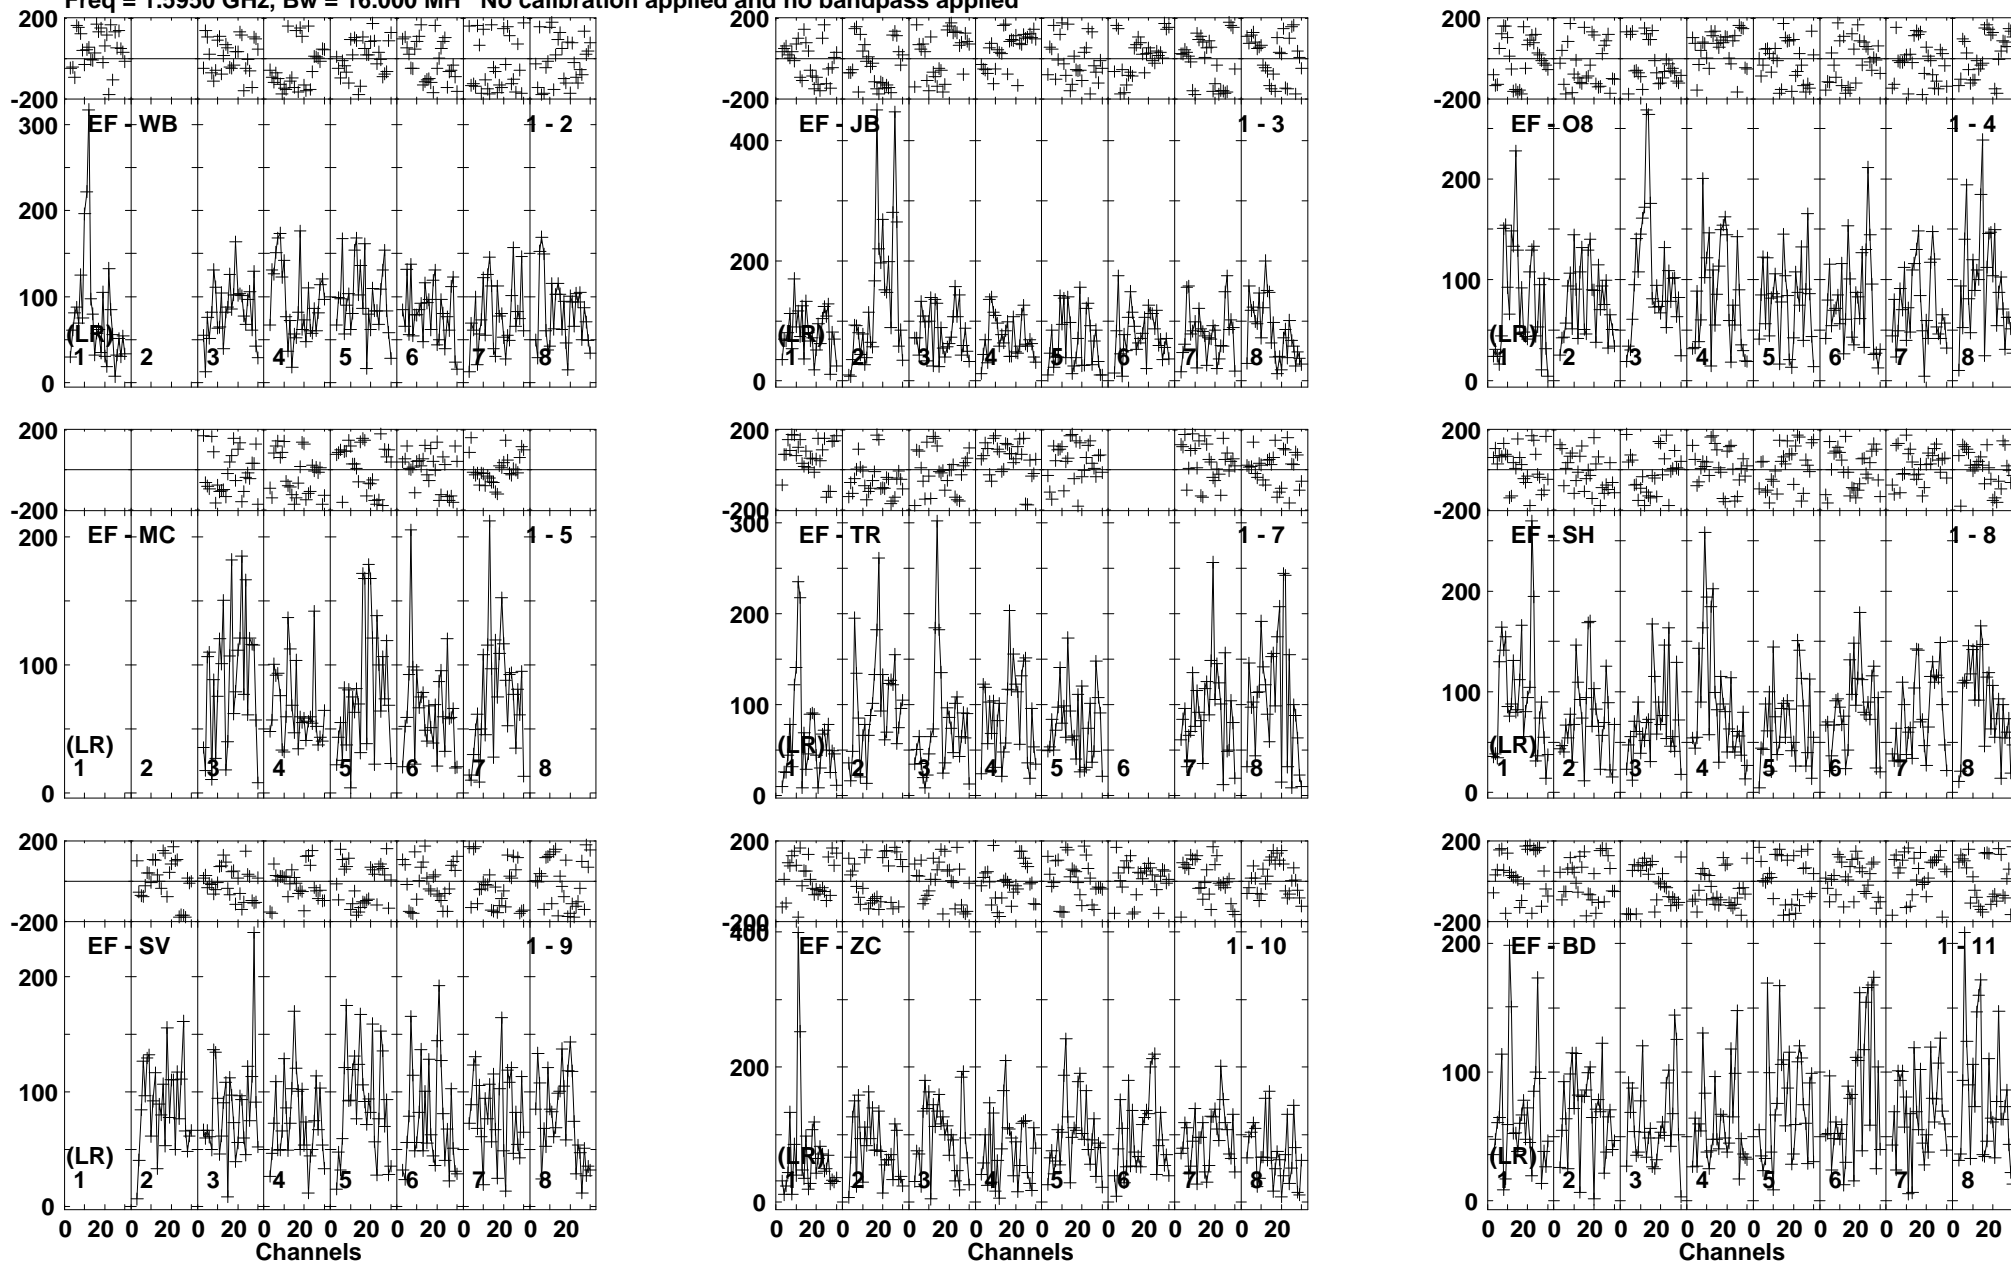 Freq = 1.5950 GHz, Bw = 16.000 MH No calibration applied and no bandpass applied
200
-200
EF - WB 1 - 2
300
200
100
0
(LR)
1 2 3 4 5 6 7 8
200
-200
EF - JB 1 - 3
400
200
0
(LR)
1 2 3 4 5 6 7 8
200
-200
EF - O8 1 - 4
200
100
0
(LR)
1 2 3 4 5 6 7 8
200
-200
EF - MC 1 - 5
200
100
0
(LR)
1 2 3 4 5 6 7 8
200
-200
EF - TR 1 - 7
300
200
100
0
(LR)
1 2 3 4 5 6 7 8
200
-200
EF - SH 1 - 8
200
100
0
(LR)
1 2 3 4 5 6 7 8
200
-200
EF - SV 1 - 9
200
100
0
(LR)
1 2 3 4 5 6 7 8
0 20 0 20 0 20 0 20 0 20 0 20 0 20 0 20
Channels
200
-200
EF - ZC 1 - 10
400
200
0
(LR)
1 2 3 4 5 6 7 8
0 20 0 20 0 20 0 20 0 20 0 20 0 20 0 20
Channels
200
-200
EF - BD 1 - 11
200
100
0
(LR)
1 2 3 4 5 6 7 8
0 20 0 20 0 20 0 20 0 20 0 20 0 20 0 20
Channels